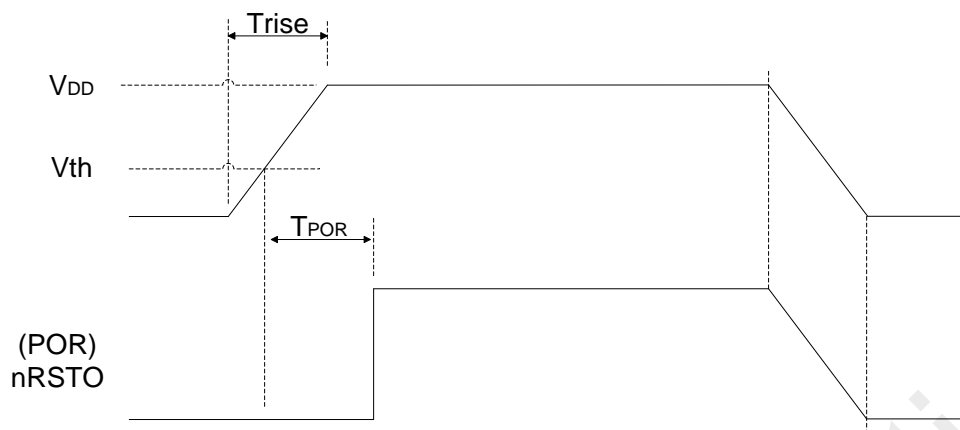 Trise
VDD
Vth
TPOR
(POR)
nRSTO